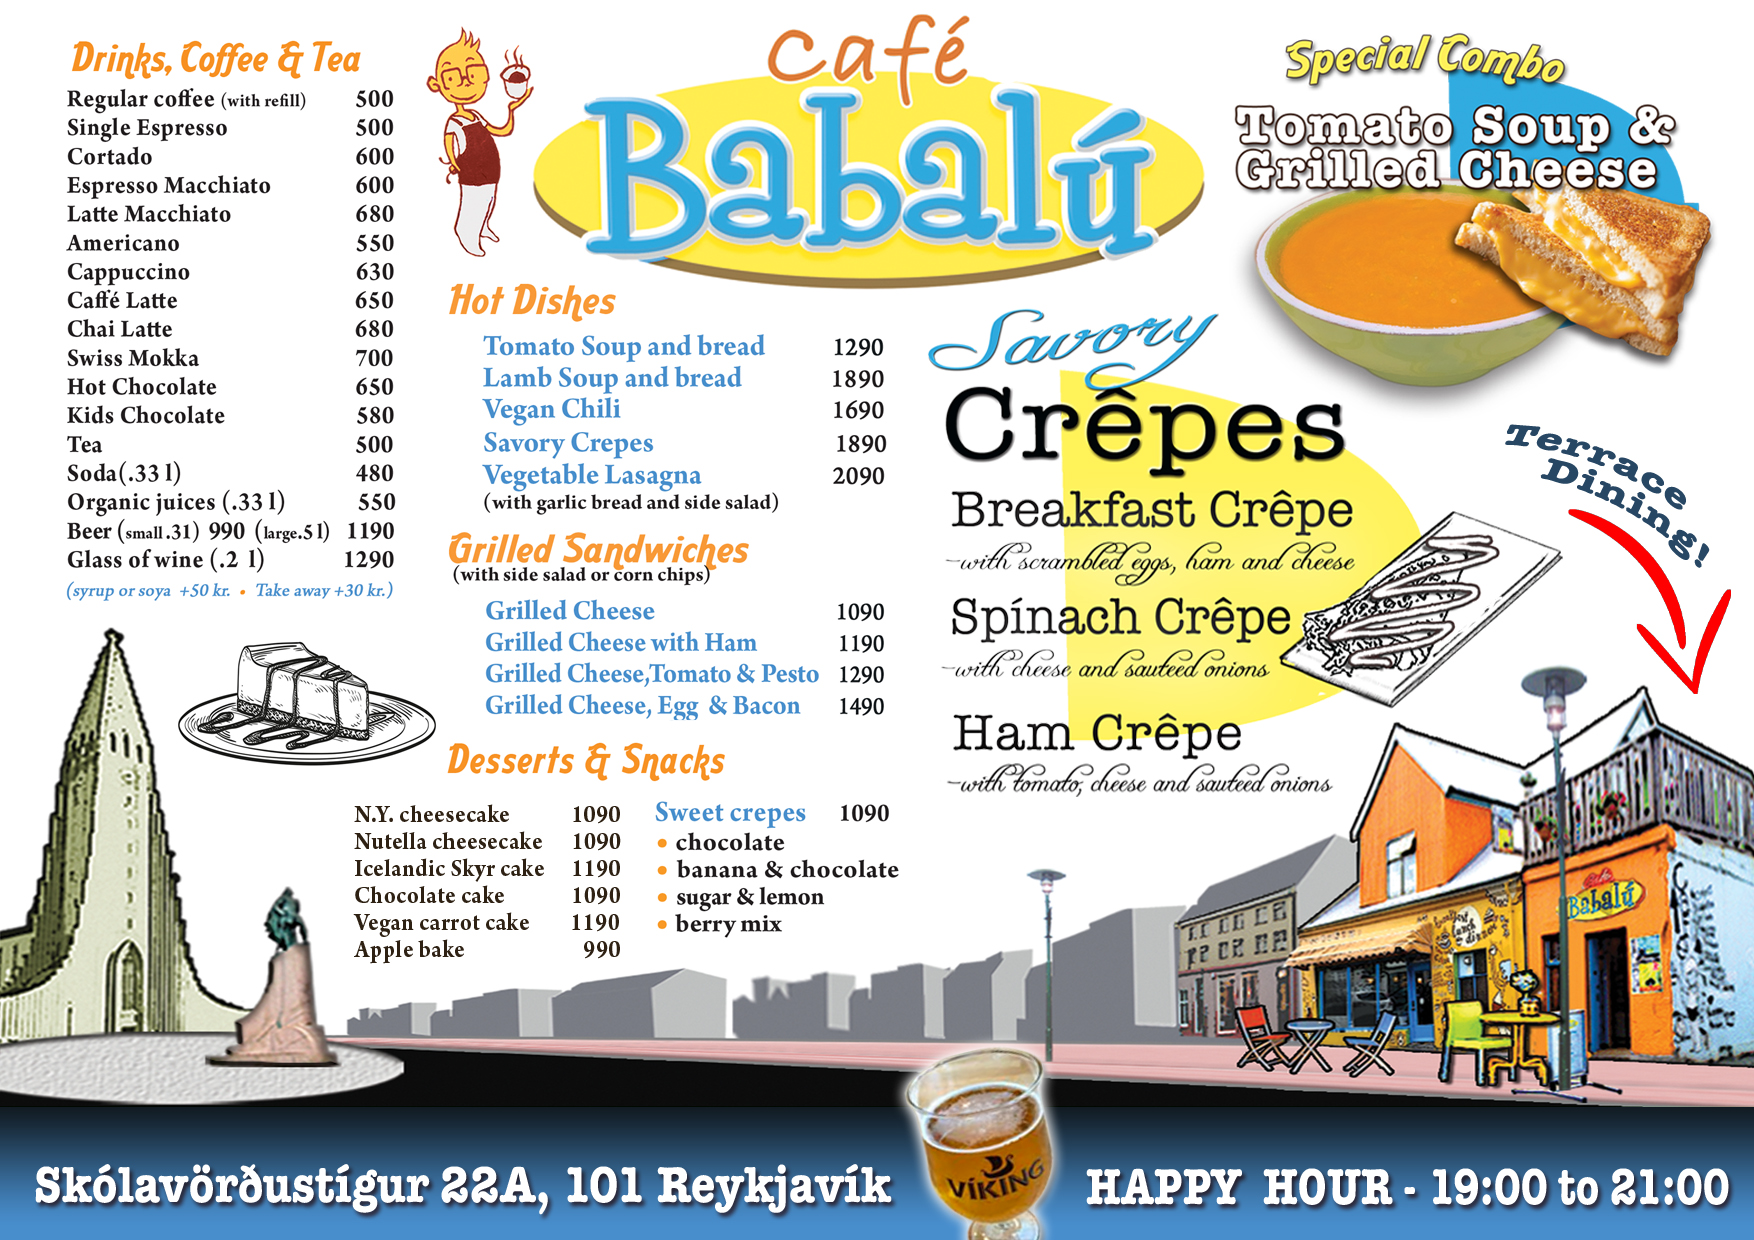 Drinks, Coffee & Tea
Regular coffee (with refill) 500
Single Espresso 500
Cortado 600
Espresso Macchiato 600
Latte Macchiato 680
Americano 550
Cappuccino 630
Caffé Latte 650
Chai Latte 680
Swiss Mokka 700
Hot Chocolate 650
Kids Chocolate 580
Tea 500
Soda(.33 l) 480
Organic juices (.33 l) 550
Beer (small .3l) 990 (large.5 l) 1190
Glass of wine (.2 l) 1290
(syrup or soya +50 kr. • Take away +30 kr.)
café
Babalú
Hot Dishes
Tomato Soup and bread 1290
Lamb Soup and bread 1890
Vegan Chili 1690
Savory Crepes 1890
Vegetable Lasagna 2090
(with garlic bread and side salad)
Grilled Sandwiches
(with side salad or corn chips)
Grilled Cheese 1090
Grilled Cheese with Ham 1190
Grilled Cheese,Tomato & Pesto 1290
Grilled Cheese, Egg & Bacon 1490
Desserts & Snacks
N.Y. cheesecake 1090
Nutella cheesecake 1090
Icelandic Skyr cake 1190
Chocolate cake 1090
Vegan carrot cake 1190
Apple bake 990
Sweet crepes 1090
• chocolate
• banana & chocolate
• sugar & lemon
• berry mix
Special Combo
Tomato Soup &
Grilled Cheese
Savory
Crêpes
Breakfast Crêpe
-with scrambled eggs, ham and cheese
Spínach Crêpe
-with cheese and sauteed onions
Ham Crêpe
-with tomato, cheese and sauteed onions
Terrace
Dining!
Babalú
Skólavörðustígur 22A, 101 Reykjavík
VÍKING
HAPPY HOUR - 19:00 to 21:00